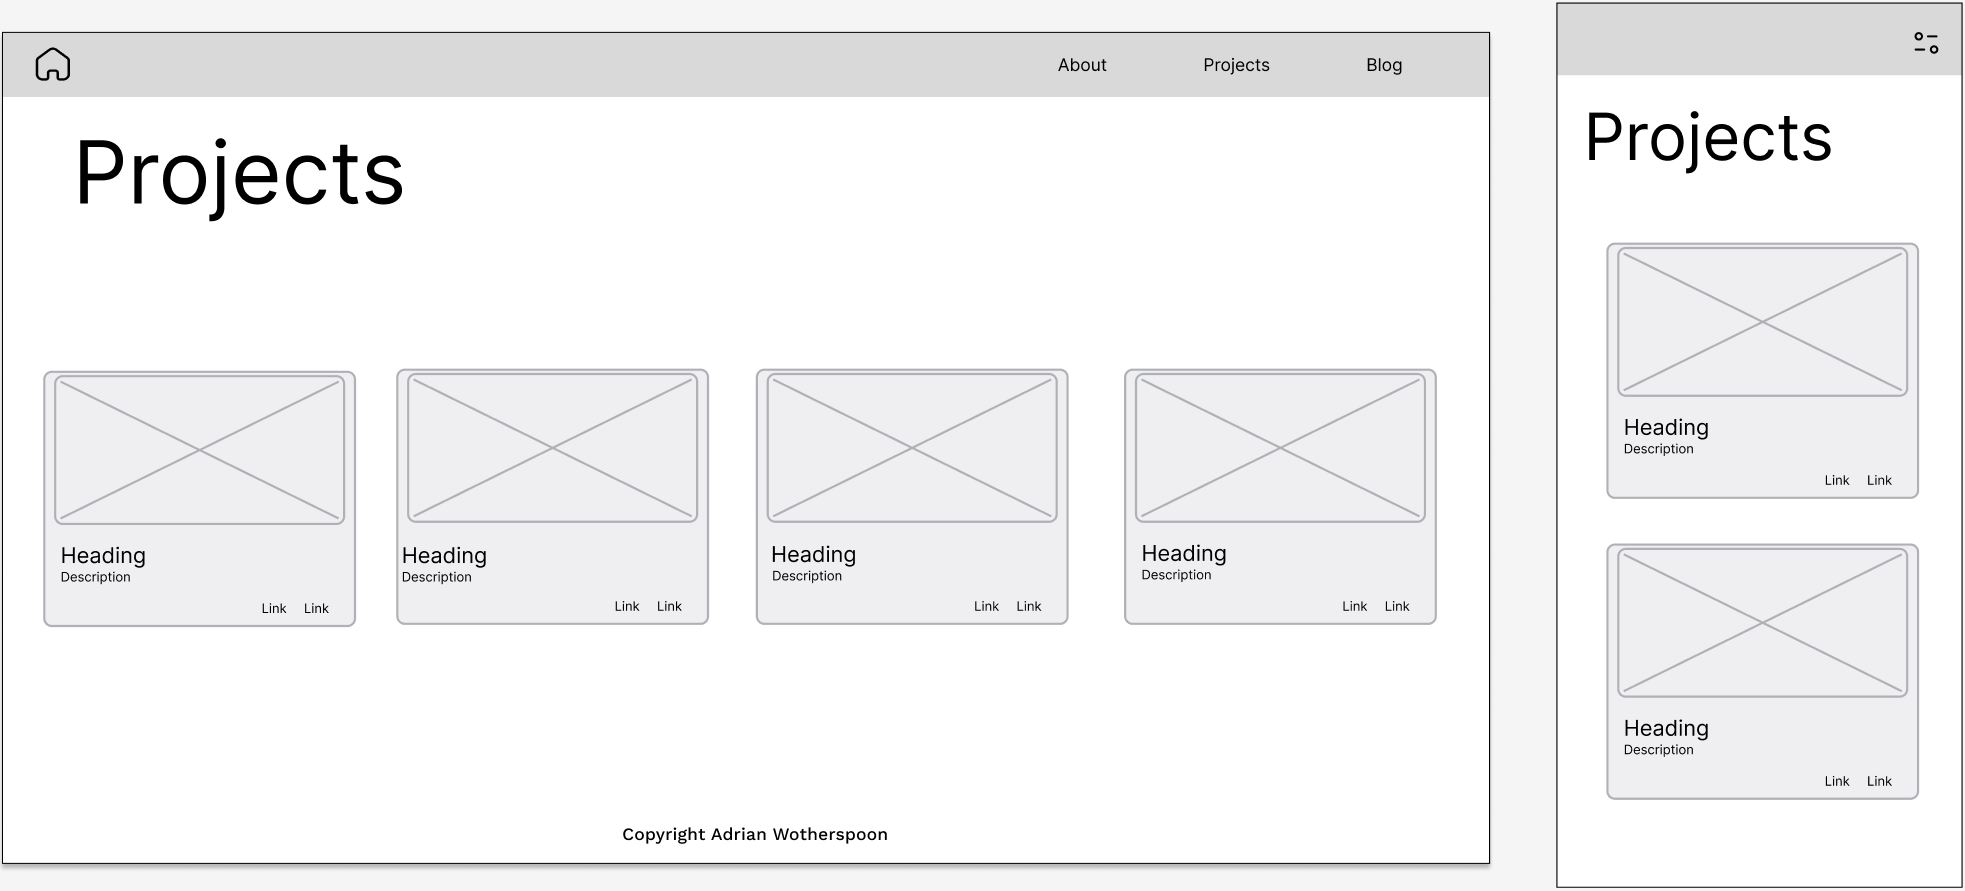 About Projects Blog
Projects
Heading
Description
Link Link
Heading
Description
Link Link
Heading
Description
Link Link
Heading
Description
Link Link
Copyright Adrian Wotherspoon
Projects
Heading
Description
Link Link
Heading
Description
Link Link